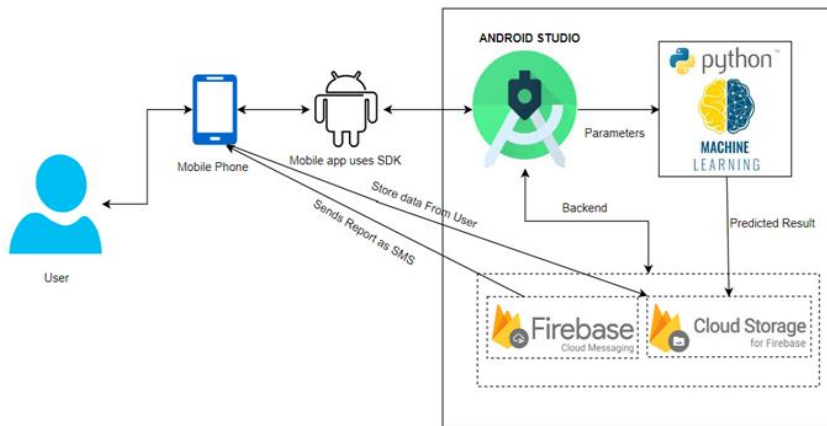 ANDROID STUDIO
python™
MACHINE
LEARNING
Parameters
Mobile Phone
Mobile app uses SDK
Store data From User
Sends Report as SMS
Backend
Predicted Result
User
Firebase
Cloud Messaging
Cloud Storage
for Firebase